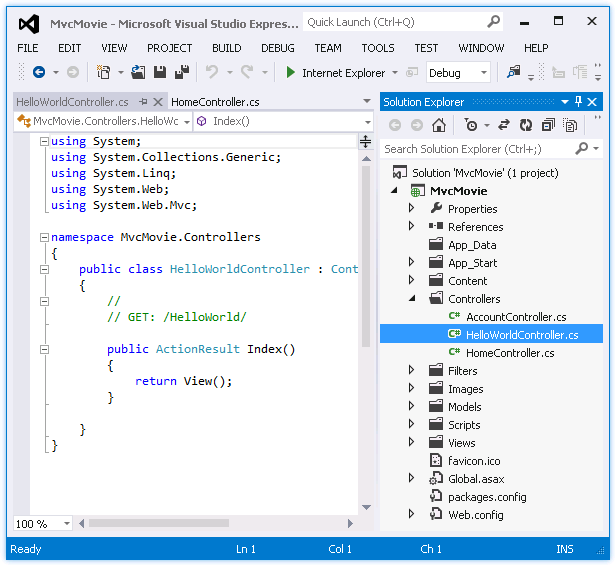 MvcMovie - Microsoft Visual Studio Expres...
Quick Launch (Ctrl+Q)
FILE EDIT VIEW PROJECT BUILD DEBUG TEAM TOOLS TEST WINDOW HELP
Internet Explorer Debug
HelloWorldController.cs HomeController.cs
MvcMovie.Controllers.HelloWc Index()
using System;
using System.Collections.Generic;
using System.Linq;
using System.Web;
using System.Web.Mvc;
namespace MvcMovie.Controllers
{
public class HelloWorldController : Cont
{
//
// GET: /HelloWorld/
public ActionResult Index()
{
return View();
}
}
}
100 %
Solution Explorer
Search Solution Explorer (Ctrl+;)
Solution 'MvcMovie' (1 project)
MvcMovie
Properties
References
App_Data
App_Start
Content
Controllers
C# AccountController.cs
C# HelloWorldController.cs
C# HomeController.cs
Filters
Images
Models
Scripts
Views
favicon.ico
Global.asax
packages.config
Web.config
Ready Ln 1 Col 1 Ch 1 INS